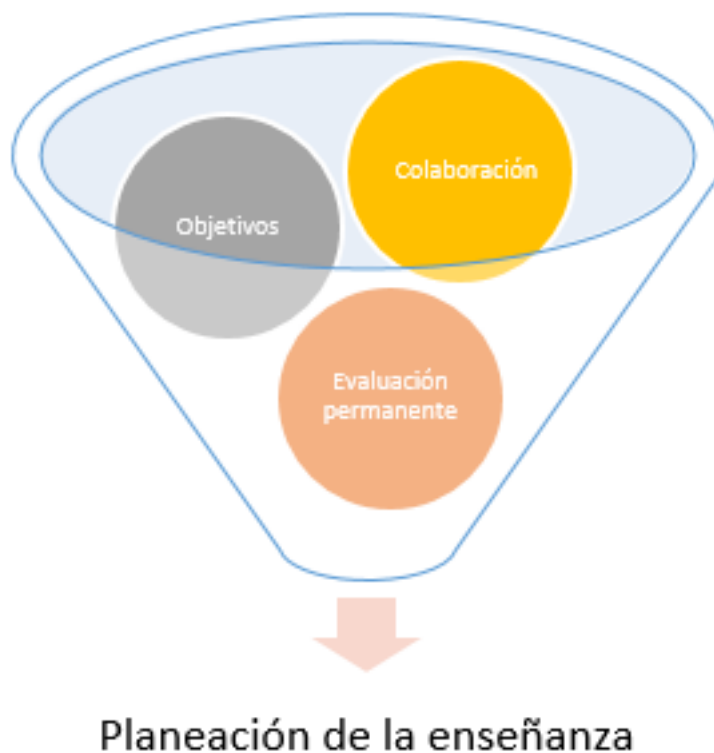 Colaboración
Objetivos
Evaluación
permanente
Planeación de la enseñanza